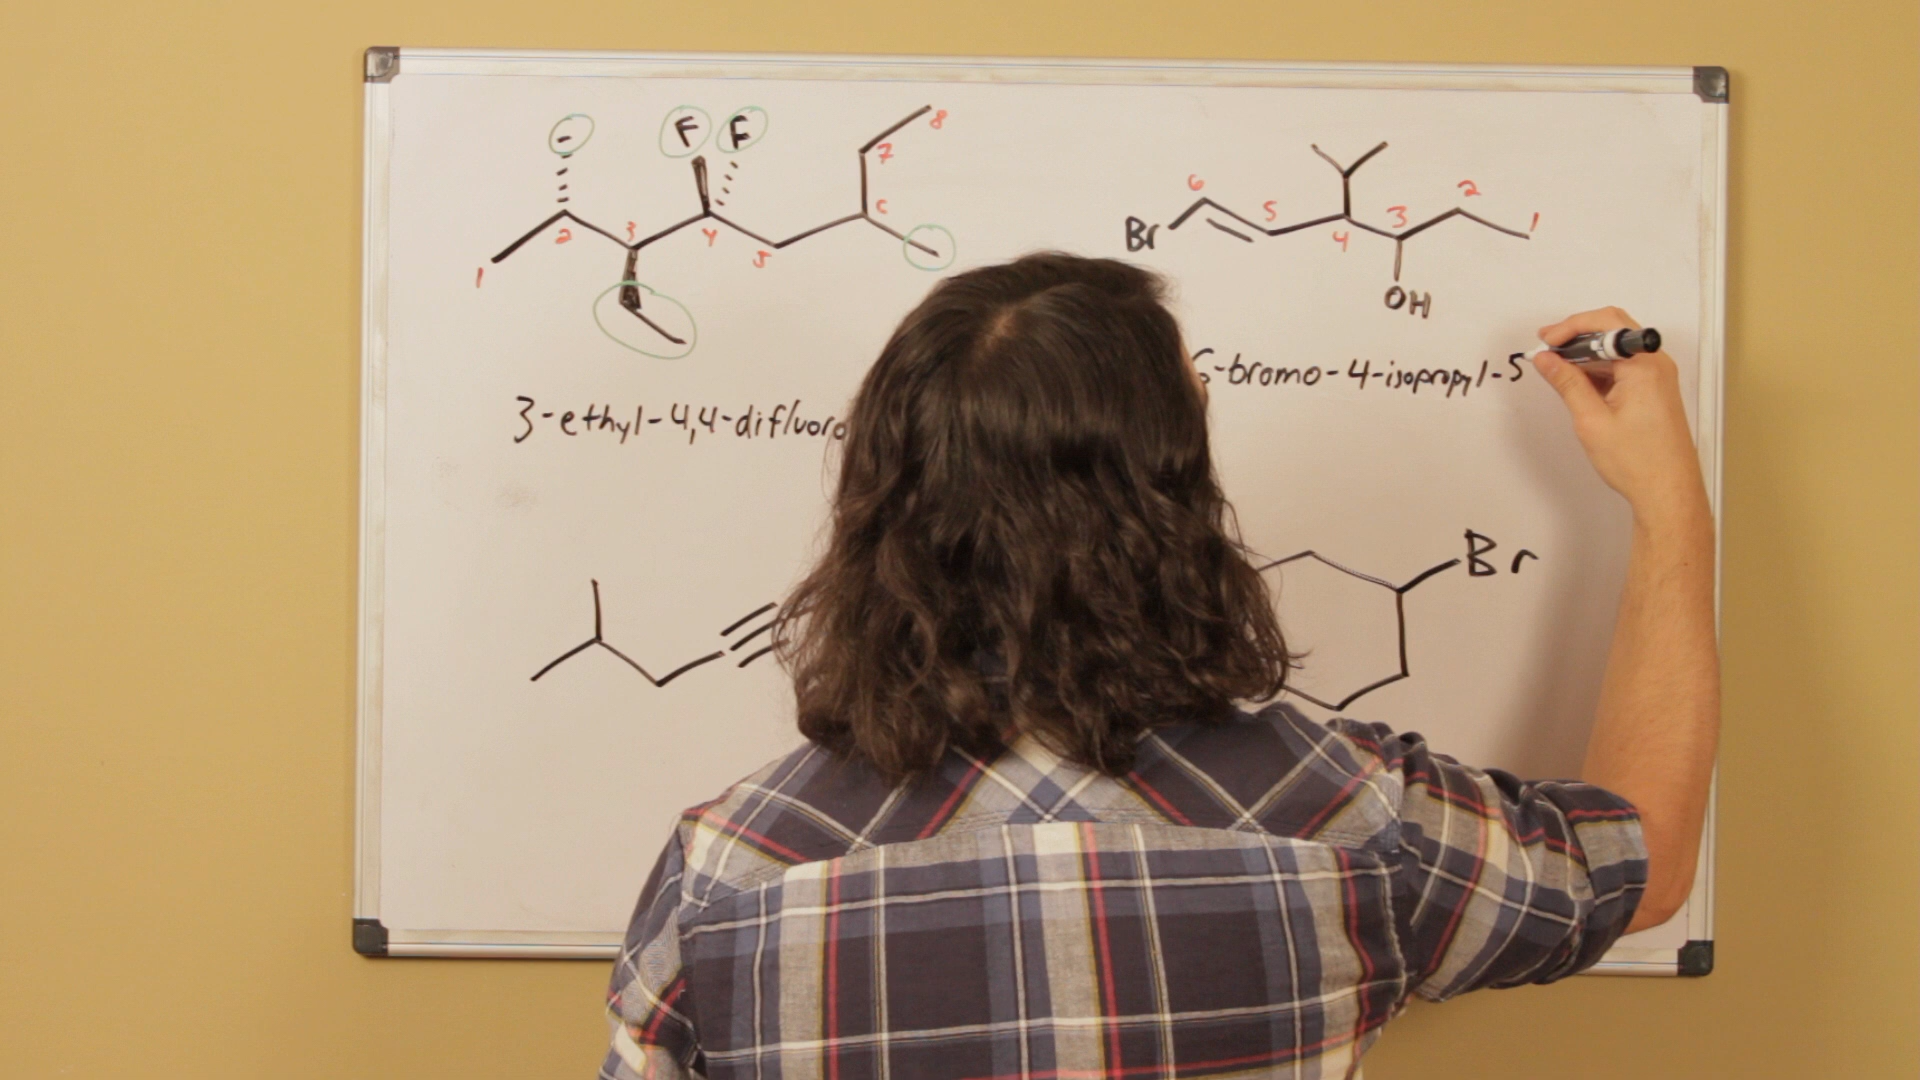 F F
8
7
6
1 2 3 4 5
6 5 4 3 2 1
Br
OH
3-ethyl-4,4-difluoro
6-bromo-4-isopropyl-5
Br